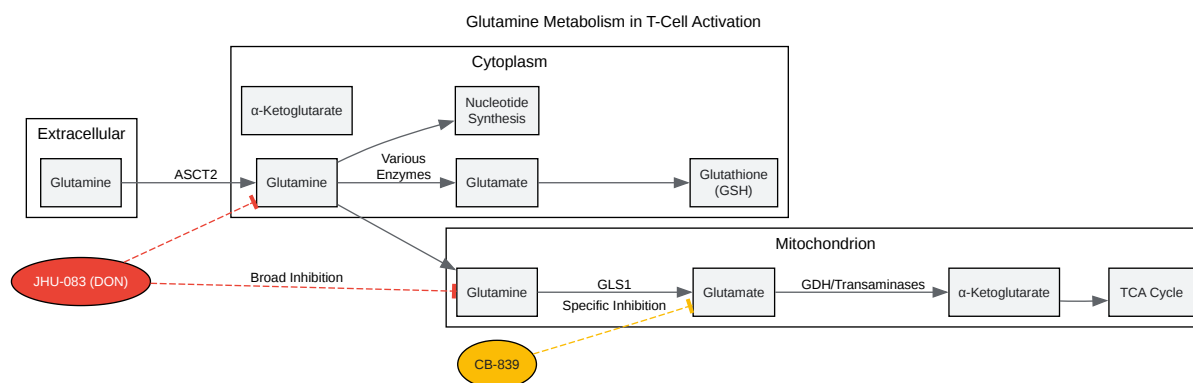 Glutamine Metabolism in T-Cell Activation
Cytoplasm
α-Ketoglutarate
Nucleotide
Synthesis
Extracellular
Glutamine
ASCT2
Glutamine
Various
Enzymes
Glutamate
Glutathione
(GSH)
Mitochondrion
JHU-083 (DON)
Broad Inhibition
Glutamine
GLS1
Specific Inhibition
Glutamate
GDH/Transaminases
α-Ketoglutarate
TCA Cycle
CB-839